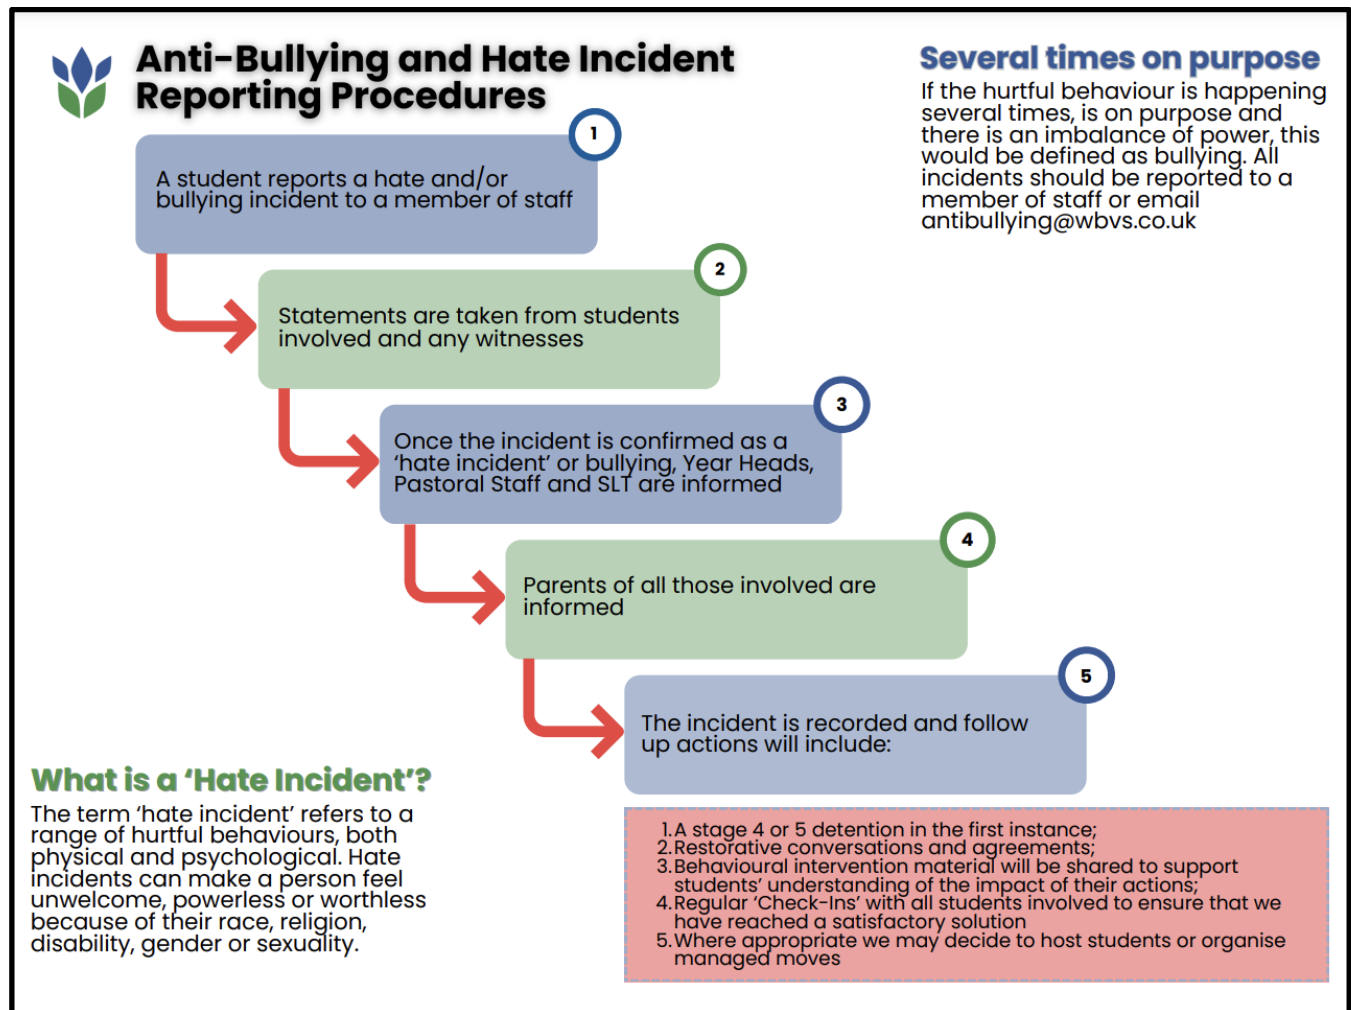 Anti-Bullying and Hate Incident
Reporting Procedures
Several times on purpose
If the hurtful behaviour is happening
several times, is on purpose and
there is an imbalance of power, this
would be defined as bullying. All
incidents should be reported to a
member of staff or email
antibullying@wbvs.co.uk
1
A student reports a hate and/or
bullying incident to a member of staff
2
Statements are taken from students
involved and any witnesses
3
Once the incident is confirmed as a
‘hate incident’ or bullying, Year Heads,
Pastoral Staff and SLT are informed
4
Parents of all those involved are
informed
5
The incident is recorded and follow
up actions will include:
1.A stage 4 or 5 detention in the first instance;
2.Restorative conversations and agreements;
3.Behavioural intervention material will be shared to support
students’ understanding of the impact of their actions;
4.Regular ‘Check-Ins’ with all students involved to ensure that we
have reached a satisfactory solution
5.Where appropriate we may decide to host students or organise
managed moves
What is a ‘Hate Incident’?
The term ‘hate incident’ refers to a
range of hurtful behaviours, both
physical and psychological. Hate
incidents can make a person feel
unwelcome, powerless or worthless
because of their race, religion,
disability, gender or sexuality.